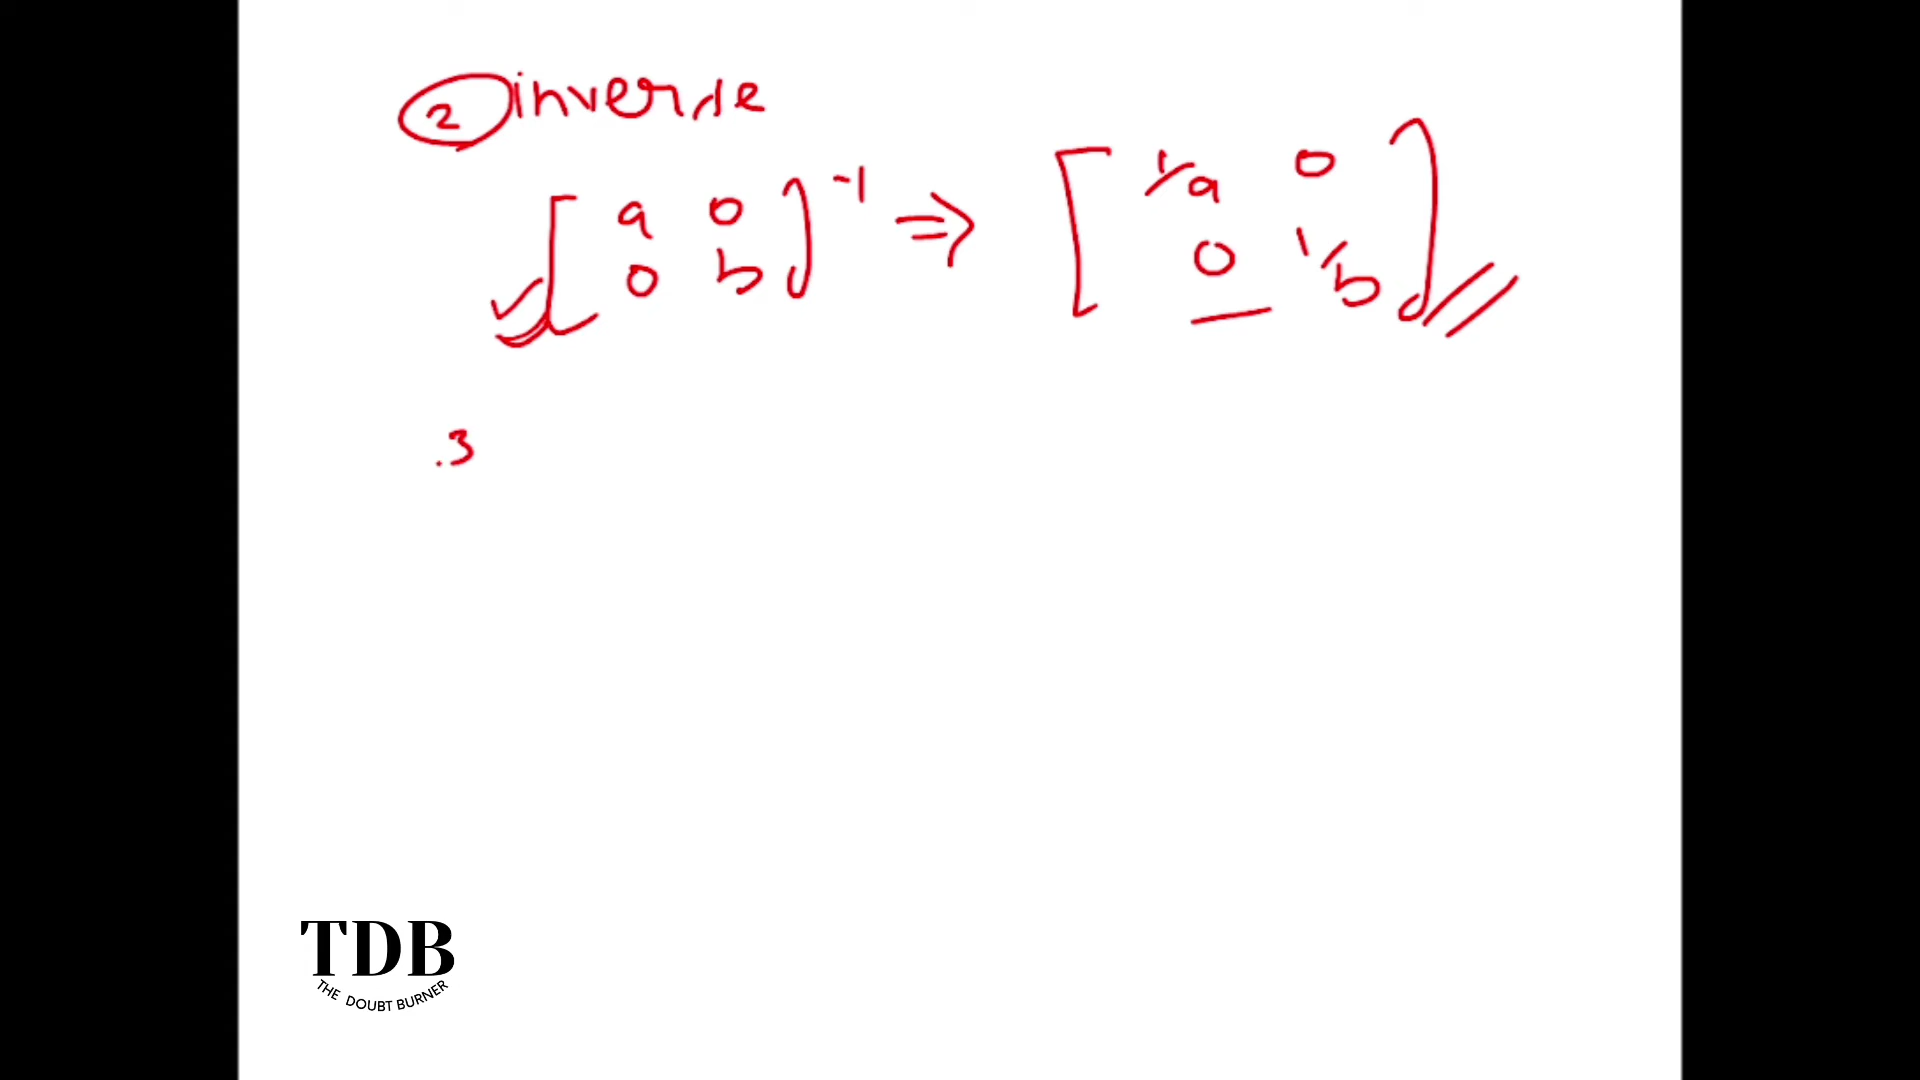 2 inverse
[ a 0 ]⁻¹ ⇒ [ 1/a 0 ]
[ 0 b ] [ 0 1/b ]
.3
TDB
THE DOUBT BURNER